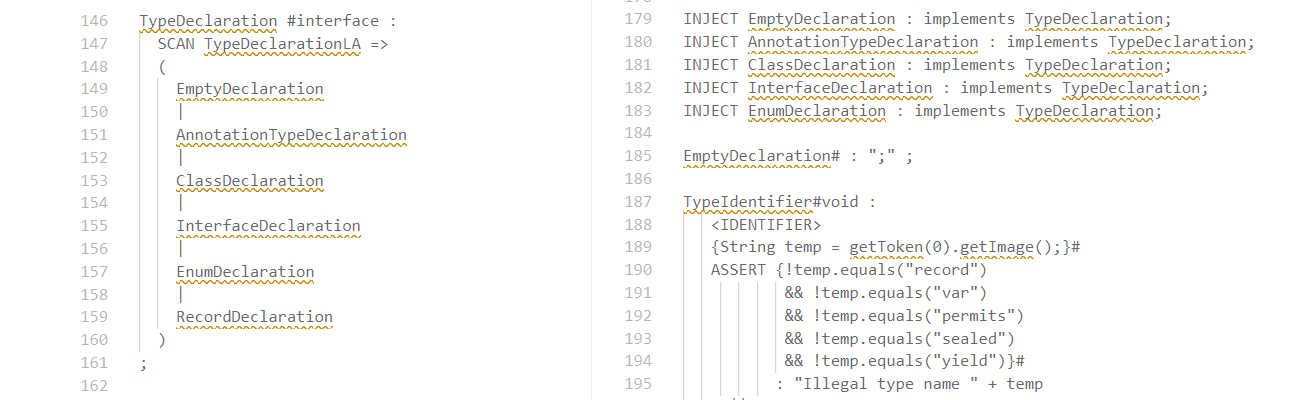 146 TypeDeclaration #interface :
147 SCAN TypeDeclarationLA =>
148 (
149 EmptyDeclaration
150 |
151 AnnotationTypeDeclaration
152 |
153 ClassDeclaration
154 |
155 InterfaceDeclaration
156 |
157 EnumDeclaration
158 |
159 RecordDeclaration
160 )
161 ;
162
179 INJECT EmptyDeclaration : implements TypeDeclaration;
180 INJECT AnnotationTypeDeclaration : implements TypeDeclaration;
181 INJECT ClassDeclaration : implements TypeDeclaration;
182 INJECT InterfaceDeclaration : implements TypeDeclaration;
183 INJECT EnumDeclaration : implements TypeDeclaration;
184
185 EmptyDeclaration# : ";" ;
186
187 TypeIdentifier#void :
188 <IDENTIFIER>
189 {String temp = getToken(0).getImage();}#
190 ASSERT {!temp.equals("record")
191 && !temp.equals("var")
192 && !temp.equals("permits")
193 && !temp.equals("sealed")
194 && !temp.equals("yield")}#
195 : "Illegal type name " + temp